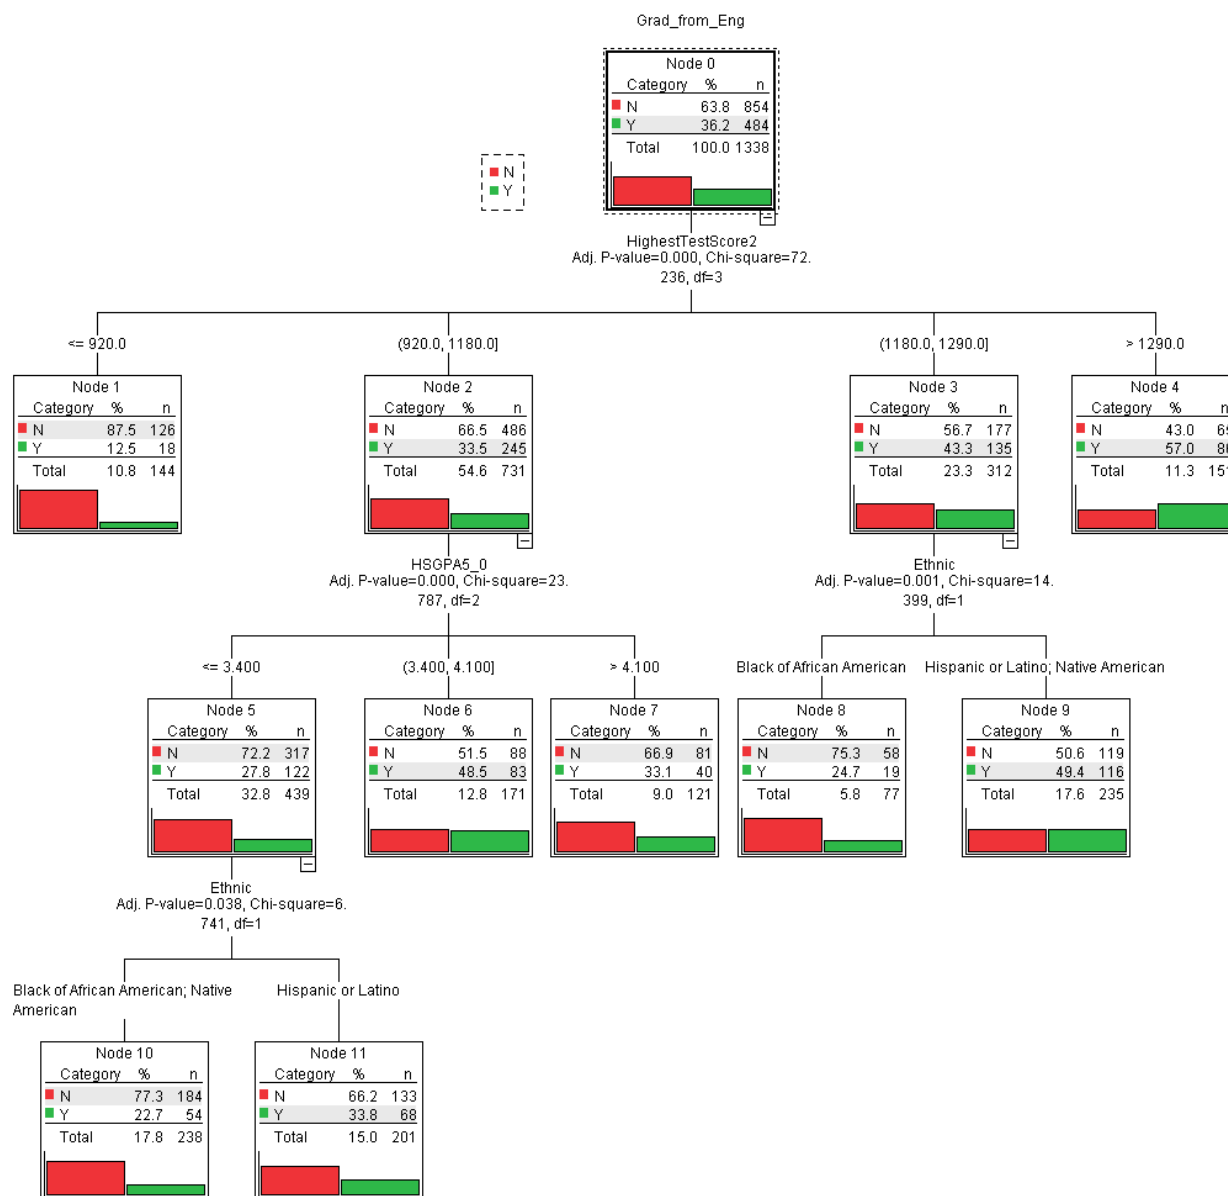 Grad_from_Eng
Node 0
Category % n
N 63.8 854
Y 36.2 484
Total 100.0 1338
N
Y
HighestTestScore2
Adj. P-value=0.000, Chi-square=72.
236, df=3
<= 920.0
(920.0, 1180.0]
(1180.0, 1290.0]
> 1290.0
Node 1
Category % n
N 87.5 126
Y 12.5 18
Total 10.8 144
Node 2
Category % n
N 66.5 486
Y 33.5 245
Total 54.6 731
Node 3
Category % n
N 56.7 177
Y 43.3 135
Total 23.3 312
Node 4
Category % n
N 43.0
Y 57.0
Total 11.3 151
HSGPA5_0
Adj. P-value=0.000, Chi-square=23.
787, df=2
Ethnic
Adj. P-value=0.001, Chi-square=14.
399, df=1
<= 3.400
(3.400, 4.100]
> 4.100
Black of African American
Hispanic or Latino; Native American
Node 5
Category % n
N 72.2 317
Y 27.8 122
Total 32.8 439
Node 6
Category % n
N 51.5 88
Y 48.5 83
Total 12.8 171
Node 7
Category % n
N 66.9 81
Y 33.1 40
Total 9.0 121
Node 8
Category % n
N 75.3 58
Y 24.7 19
Total 5.8 77
Node 9
Category % n
N 50.6 119
Y 49.4 116
Total 17.6 235
Ethnic
Adj. P-value=0.038, Chi-square=6.
741, df=1
Black of African American; Native
American
Hispanic or Latino
Node 10
Category % n
N 77.3 184
Y 22.7 54
Total 17.8 238
Node 11
Category % n
N 66.2 133
Y 33.8 68
Total 15.0 201